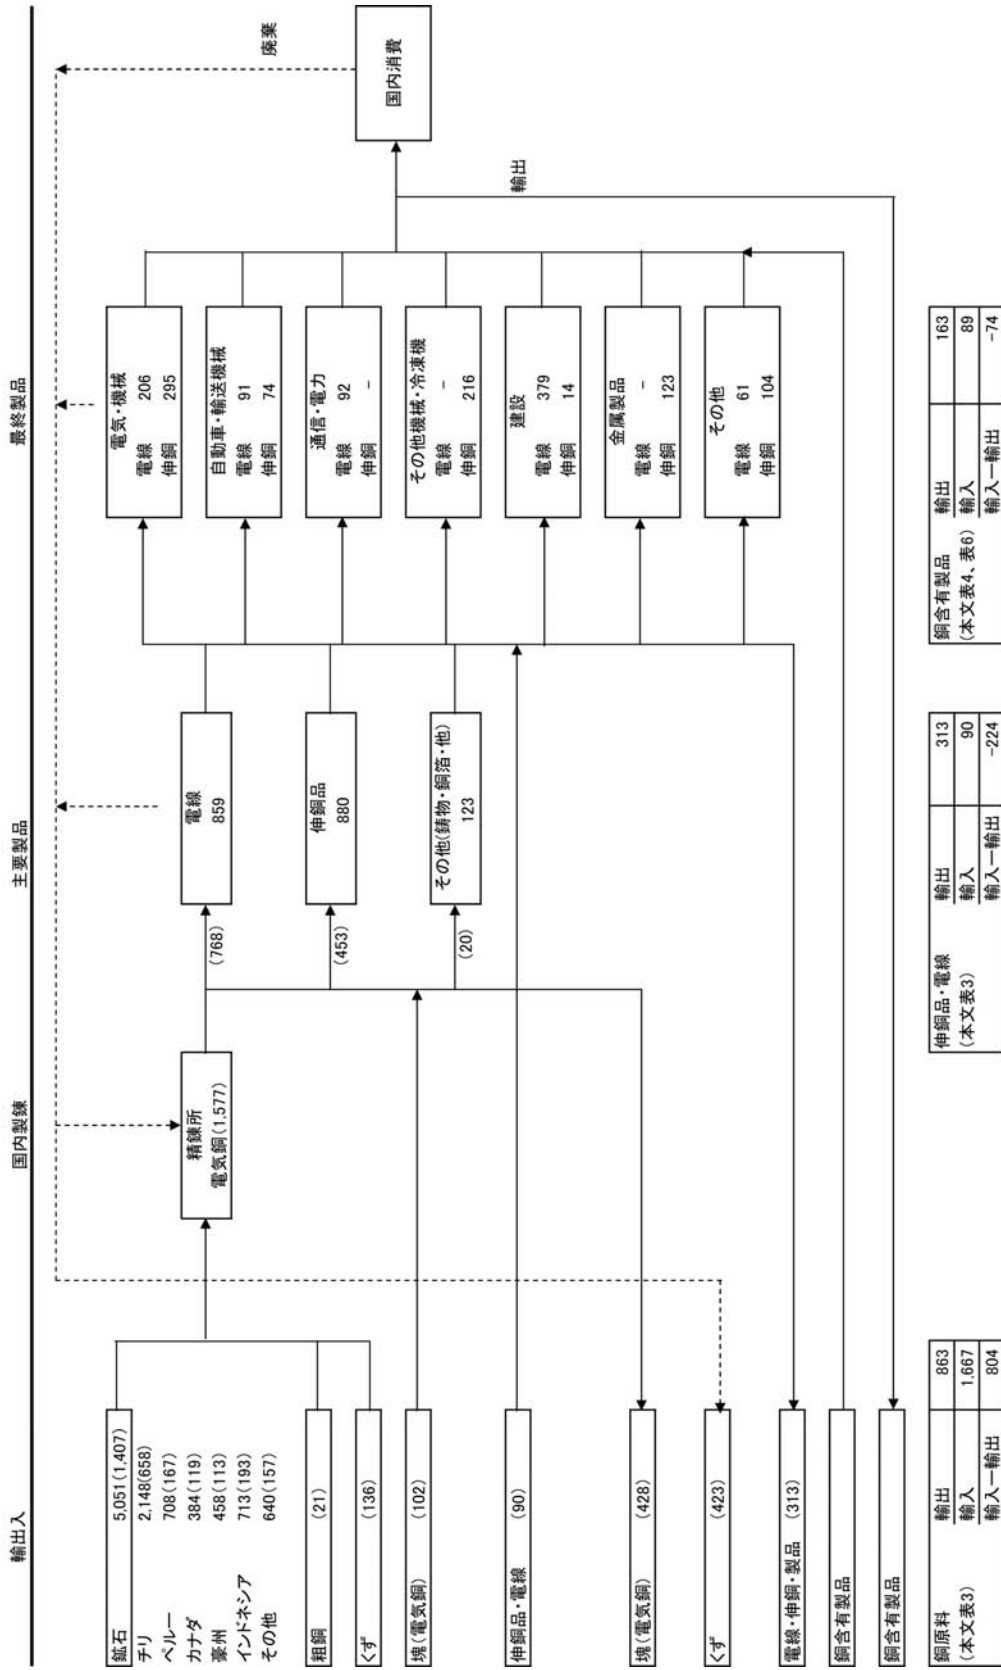 輸出入
国内製錬
主要製品
最終製品
鉱石 5,051(1,407)
チリ 2,148(658)
ペルー 708(167)
カナダ 384(119)
豪州 458(113)
インドネシア 713(193)
その他 640(157)
粗銅 (21)
くず (136)
塊(電気銅) (102)
伸銅品・電線 (90)
塊(電気銅) (428)
くず (423)
電線・伸銅・製品 (313)
銅含有製品
銅含有製品
精錬所
電気銅(1,577)
(768)
(453)
(20)
電線
859
伸銅品
880
その他(鋳物・銅箔・他)
123
電気・機械
電線 206
伸銅 295
自動車・輸送機械
電線 91
伸銅 74
通信・電力
電線 92
伸銅 −
その他機械・冷凍機
電線 −
伸銅 216
建設
電線 379
伸銅 14
金属製品
電線 −
伸銅 123
その他
電線 61
伸銅 104
輸出
国内消費
廃棄
銅原料 輸出 863
(本文表3) 輸入 1,667
輸入ー輸出 804
伸銅品・電線 輸出 313
(本文表3) 輸入 90
輸入ー輸出 -224
銅含有製品 輸出 163
(本文表4、表6) 輸入 89
輸入ー輸出 -74